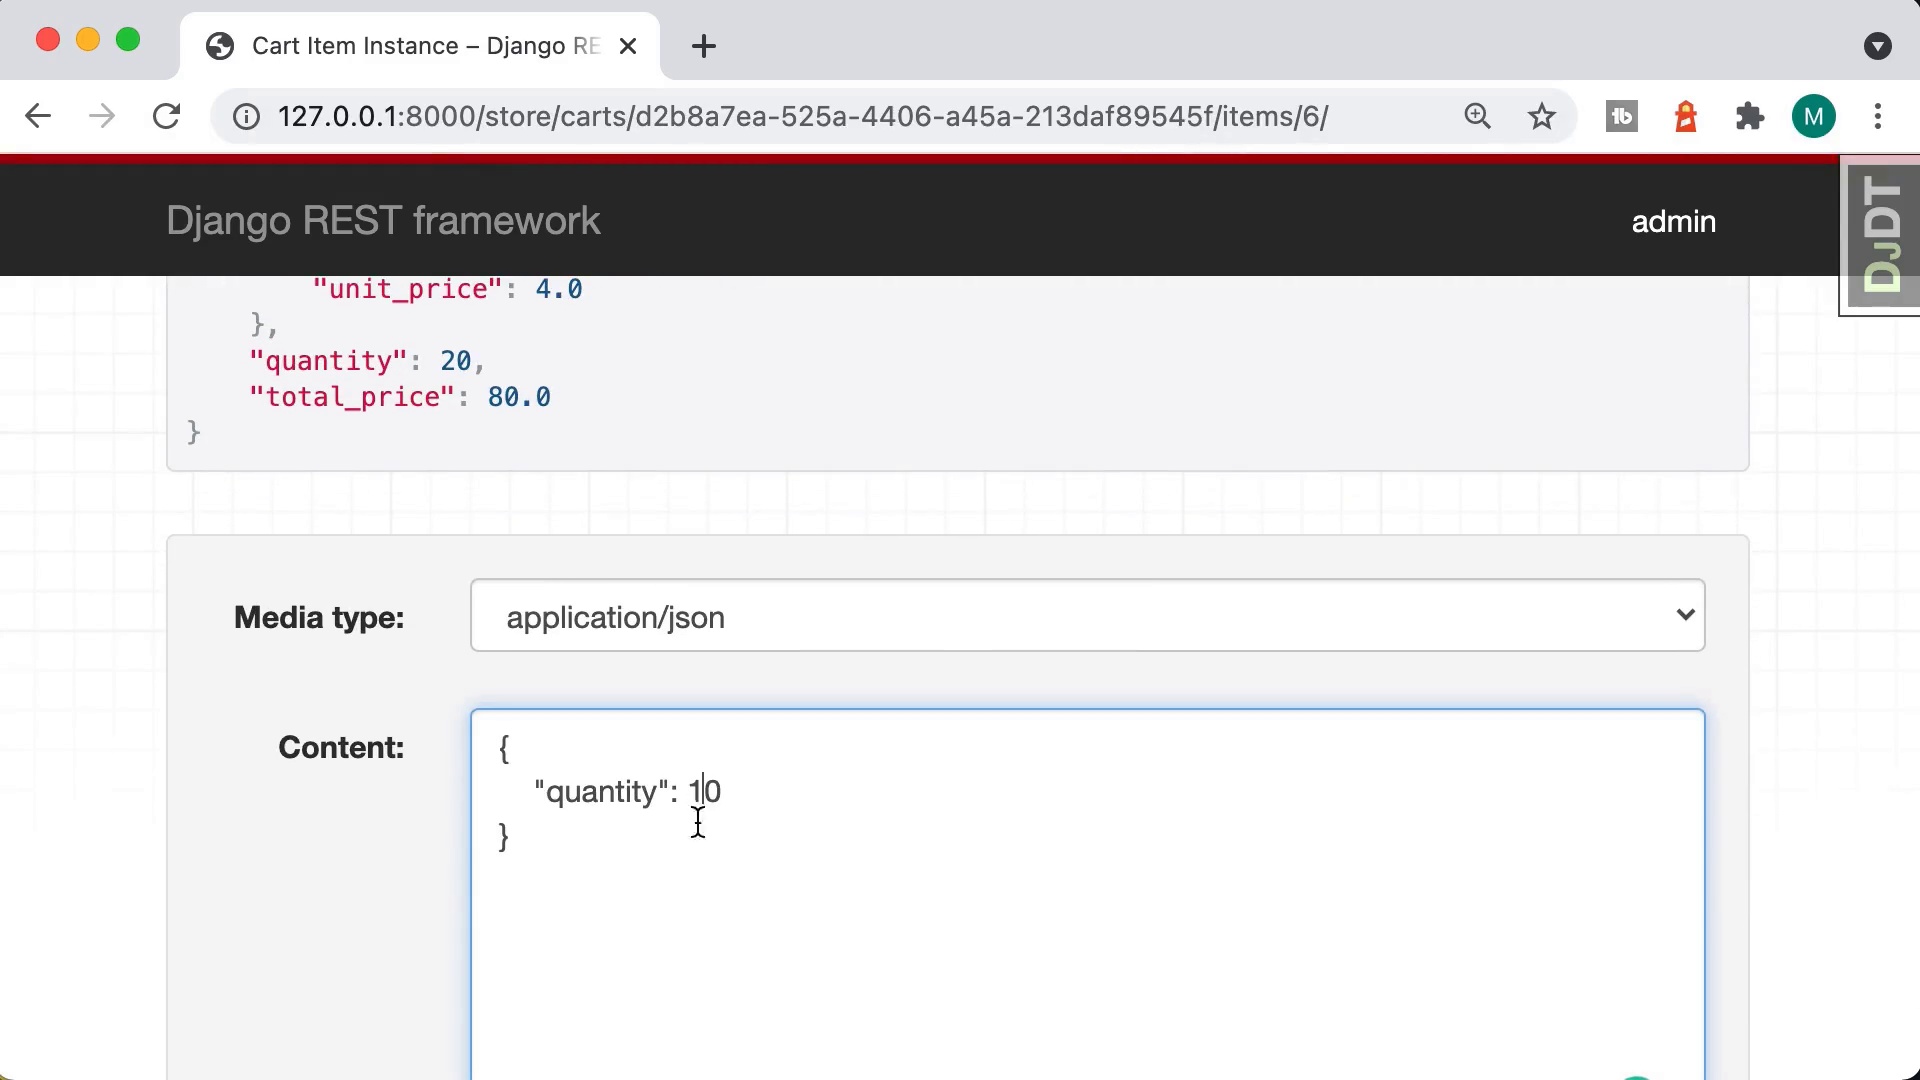 Cart Item Instance – Django RE
127.0.0.1:8000/store/carts/d2b8a7ea-525a-4406-a45a-213daf89545f/items/6/
tb
M
Django REST framework
admin
DJDT
"unit_price": 4.0
},
"quantity": 20,
"total_price": 80.0
}
Media type:
application/json
Content:
{
"quantity": 10
}